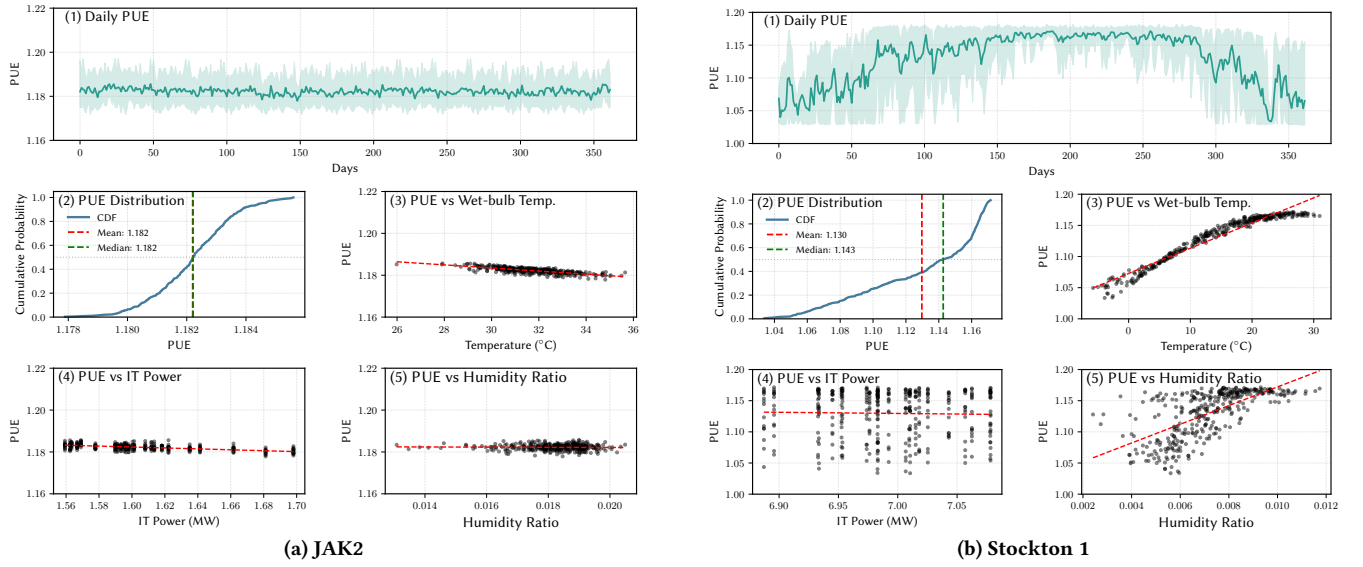 (1) Daily PUE
1.22
1.20
1.18
1.16
PUE
0 50 100 150 200 250 300 350
Days
(2) PUE Distribution
CDF
Mean: 1.182
Median: 1.182
1.0
0.8
0.6
0.4
0.2
0.0
Cumulative Probability
1.178 1.180 1.182 1.184
PUE
(3) PUE vs Wet-bulb Temp.
1.22
1.20
1.18
1.16
PUE
26 28 30 32 34 36
Temperature (°C)
(4) PUE vs IT Power
1.22
1.20
1.18
1.16
PUE
1.56 1.58 1.60 1.62 1.64 1.66 1.68 1.70
IT Power (MW)
(5) PUE vs Humidity Ratio
1.22
1.20
1.18
1.16
PUE
0.014 0.016 0.018 0.020
Humidity Ratio
(a) JAK2
(1) Daily PUE
1.20
1.15
1.10
1.05
1.00
PUE
0 50 100 150 200 250 300 350
Days
(2) PUE Distribution
CDF
Mean: 1.130
Median: 1.143
1.0
0.8
0.6
0.4
0.2
0.0
Cumulative Probability
1.04 1.06 1.08 1.10 1.12 1.14 1.16
PUE
(3) PUE vs Wet-bulb Temp.
1.20
1.15
1.10
1.05
1.00
PUE
0 10 20 30
Temperature (°C)
(4) PUE vs IT Power
1.20
1.15
1.10
1.05
1.00
PUE
6.90 6.95 7.00 7.05
IT Power (MW)
(5) PUE vs Humidity Ratio
1.20
1.15
1.10
1.05
1.00
PUE
0.002 0.004 0.006 0.008 0.010 0.012
Humidity Ratio
(b) Stockton 1